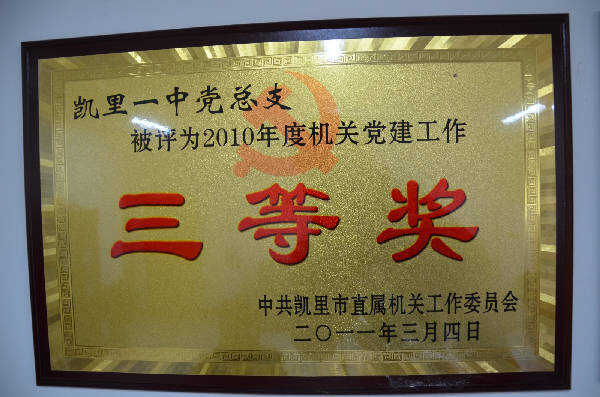 凯里一中党总支
被评为2010年度机关党建工作
三等奖
中共凯里市直属机关工作委员会
二〇一一年三月四日